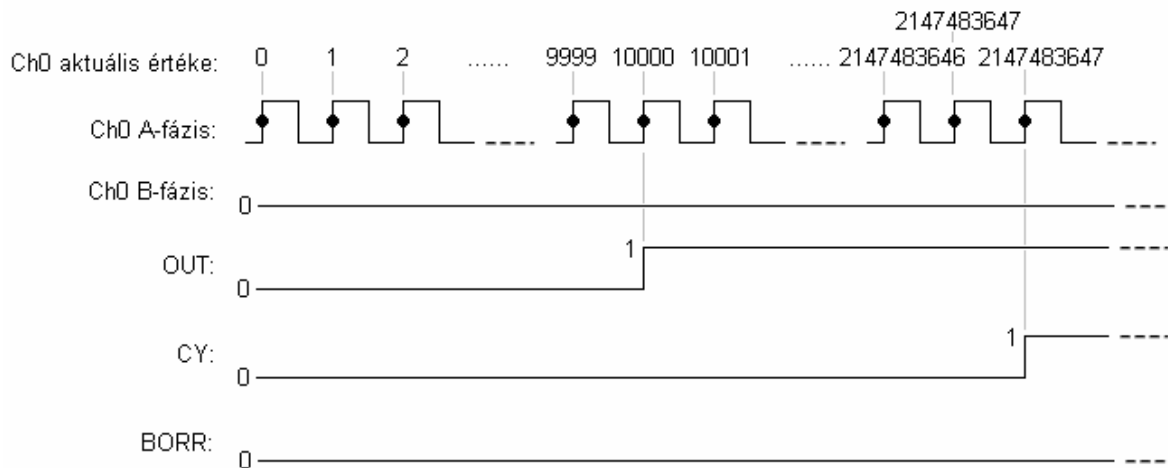 2147483647
Ch0 aktuális értéke: 0 1 2 ...... 9999 10000 10001 ...... 2147483646 2147483647
Ch0 A-fázis:
Ch0 B-fázis: 0
OUT: 0 1
CY: 0 1
BORR: 0